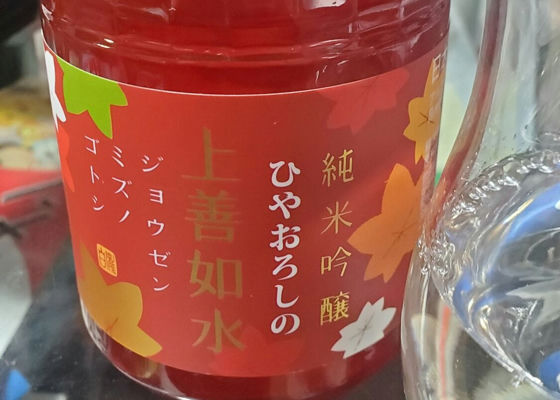 純米吟醸
ひやおろしの
上善如水
ジョウゼン
ミズノ
ゴトシ